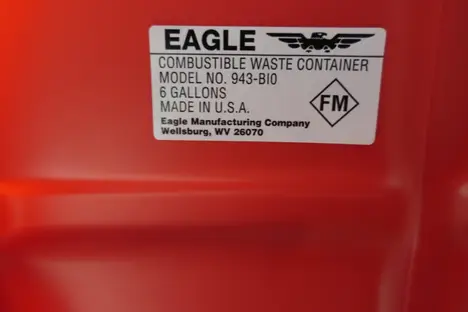 EAGLE
COMBUSTIBLE WASTE CONTAINER
MODEL NO. 943-BI0
6 GALLONS
MADE IN U.S.A.
FM
Eagle Manufacturing Company
Wellsburg, WV 26070